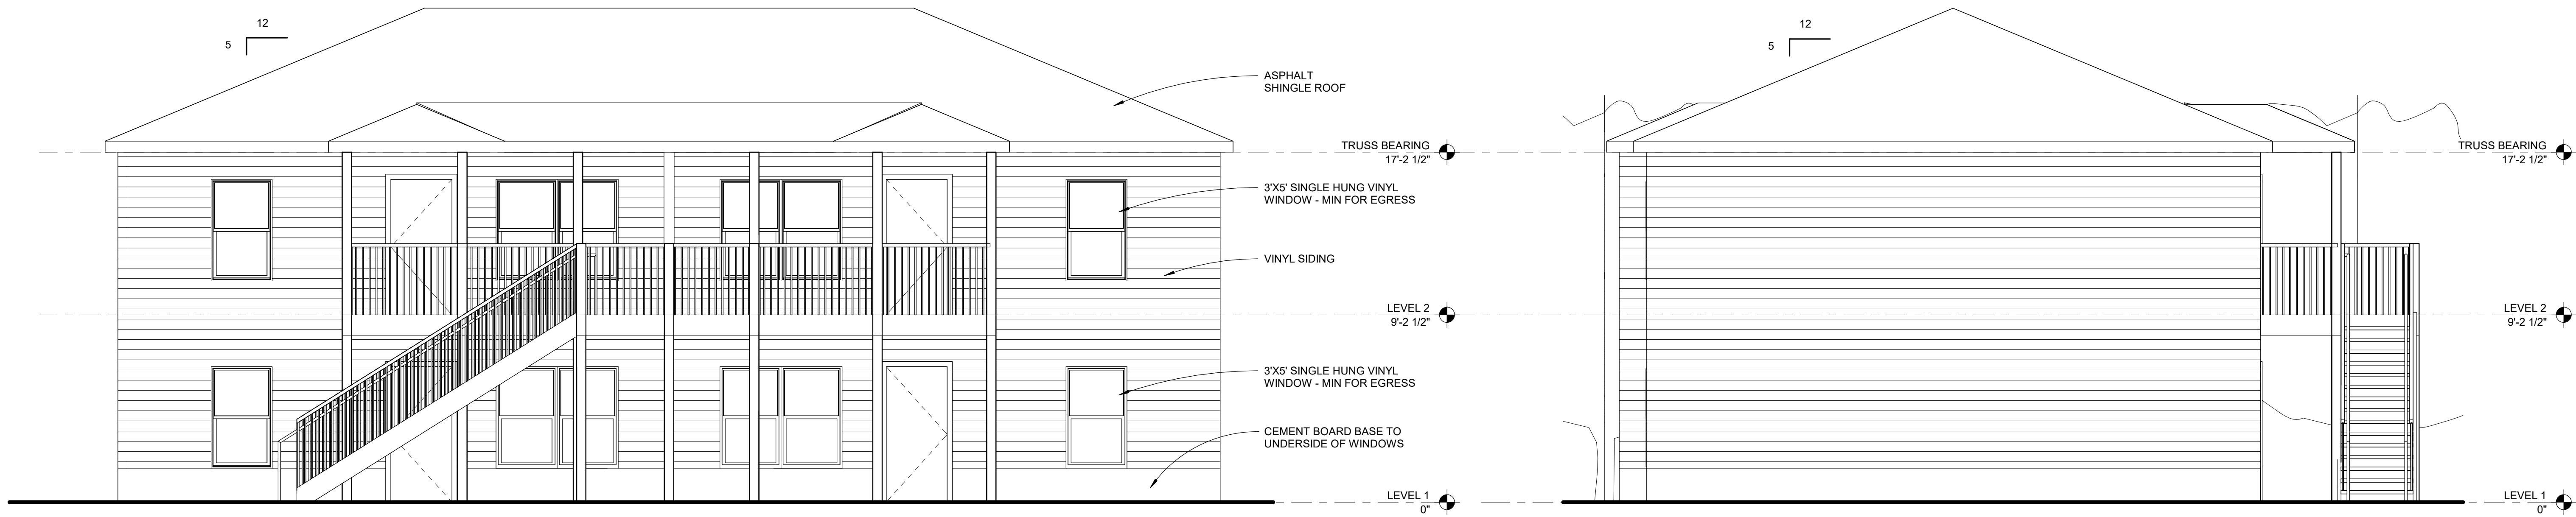 12
5
ASPHALT
SHINGLE ROOF
TRUSS BEARING
17'-2 1/2"
3'X5' SINGLE HUNG VINYL
WINDOW - MIN FOR EGRESS
VINYL SIDING
LEVEL 2
9'-2 1/2"
3'X5' SINGLE HUNG VINYL
WINDOW - MIN FOR EGRESS
CEMENT BOARD BASE TO
UNDERSIDE OF WINDOWS
LEVEL 1
0"
12
5
TRUSS BEARING
17'-2 1/2"
LEVEL 2
9'-2 1/2"
LEVEL 1
0"